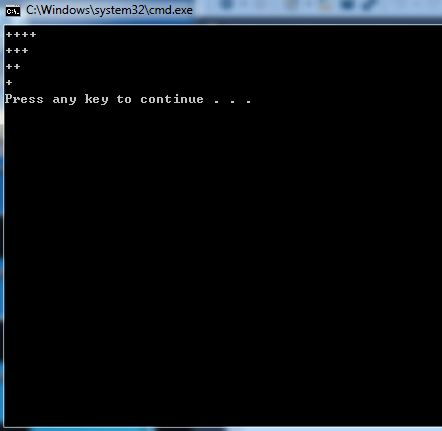 C:\Windows\system32\cmd.exe
++++
+++
++
+
Press any key to continue . . .